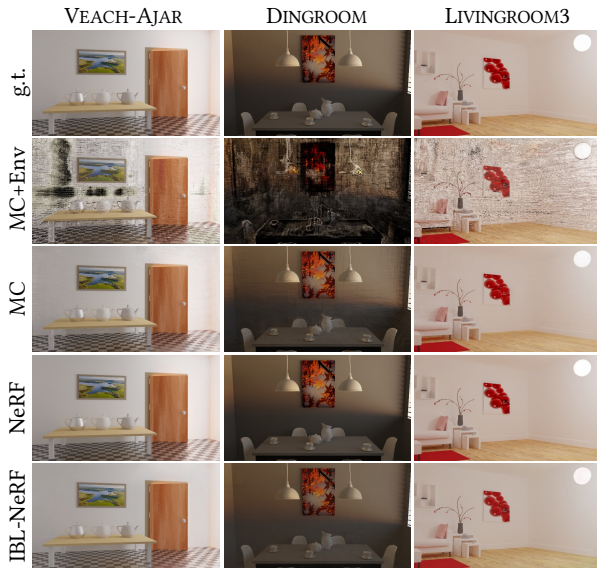 VEACH-AJAR DINGROOM LIVINGROOM3
g.t.
MC+Env
MC
NeRF
IBL-NeRF